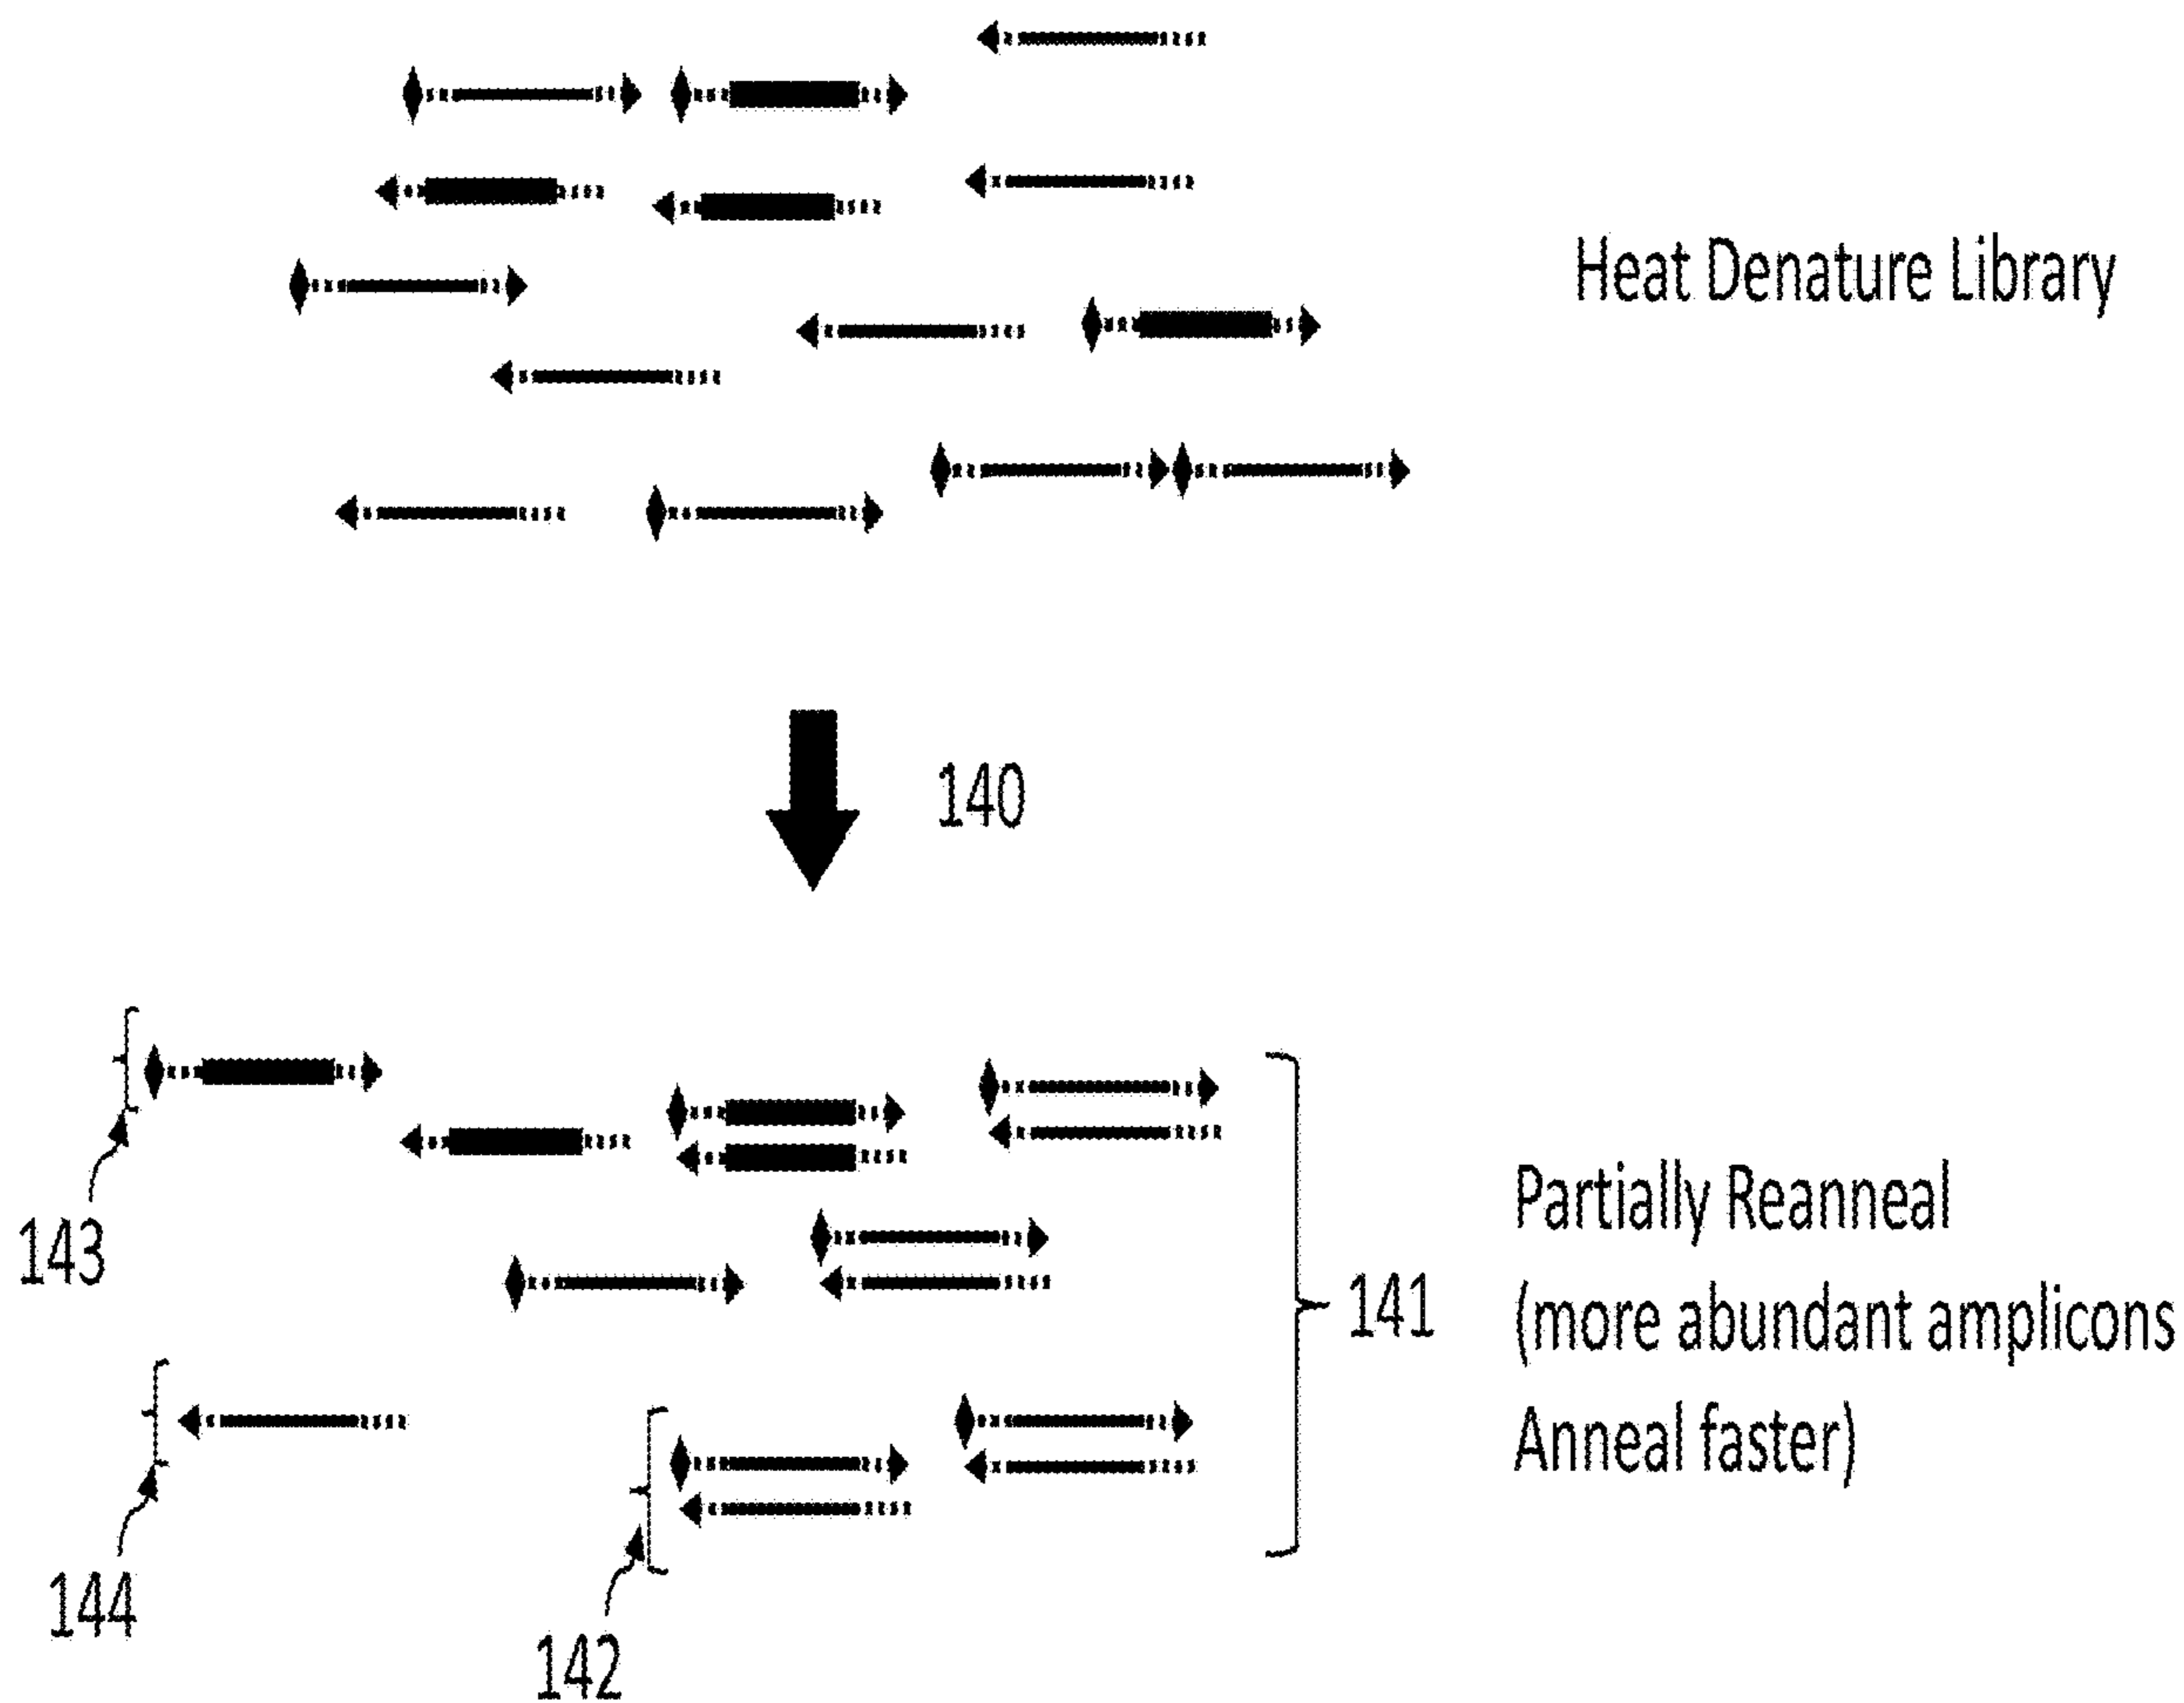 Heat Denature Library
140
143
141
Partially Reanneal
(more abundant amplicons
Anneal faster)
144
142